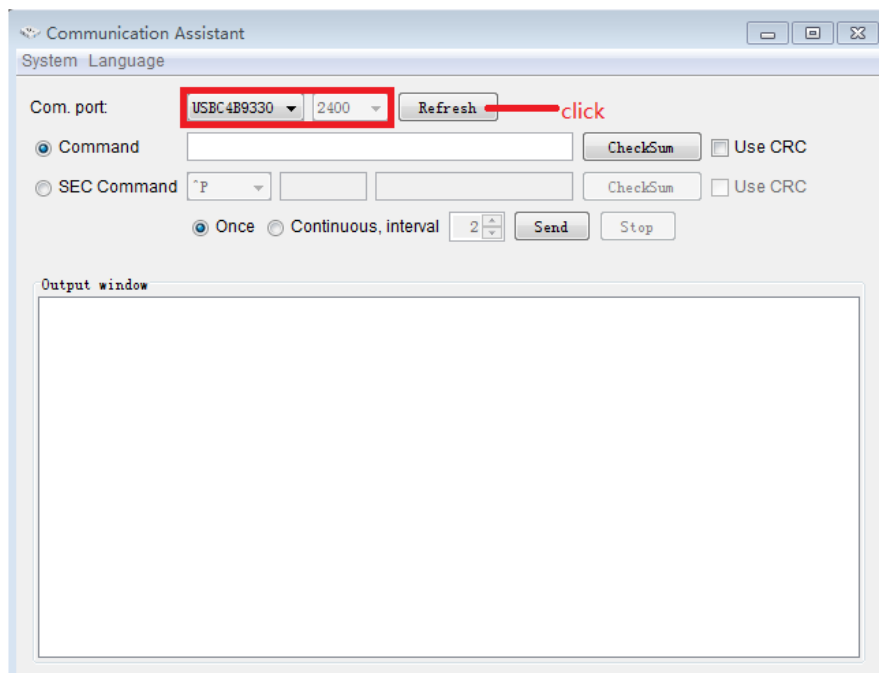 Communication Assistant
System Language
Com. port: USBC4B9330 2400 Refresh click
Command CheckSum Use CRC
SEC Command ^P CheckSum Use CRC
Once Continuous, interval 2 Send Stop
Output window